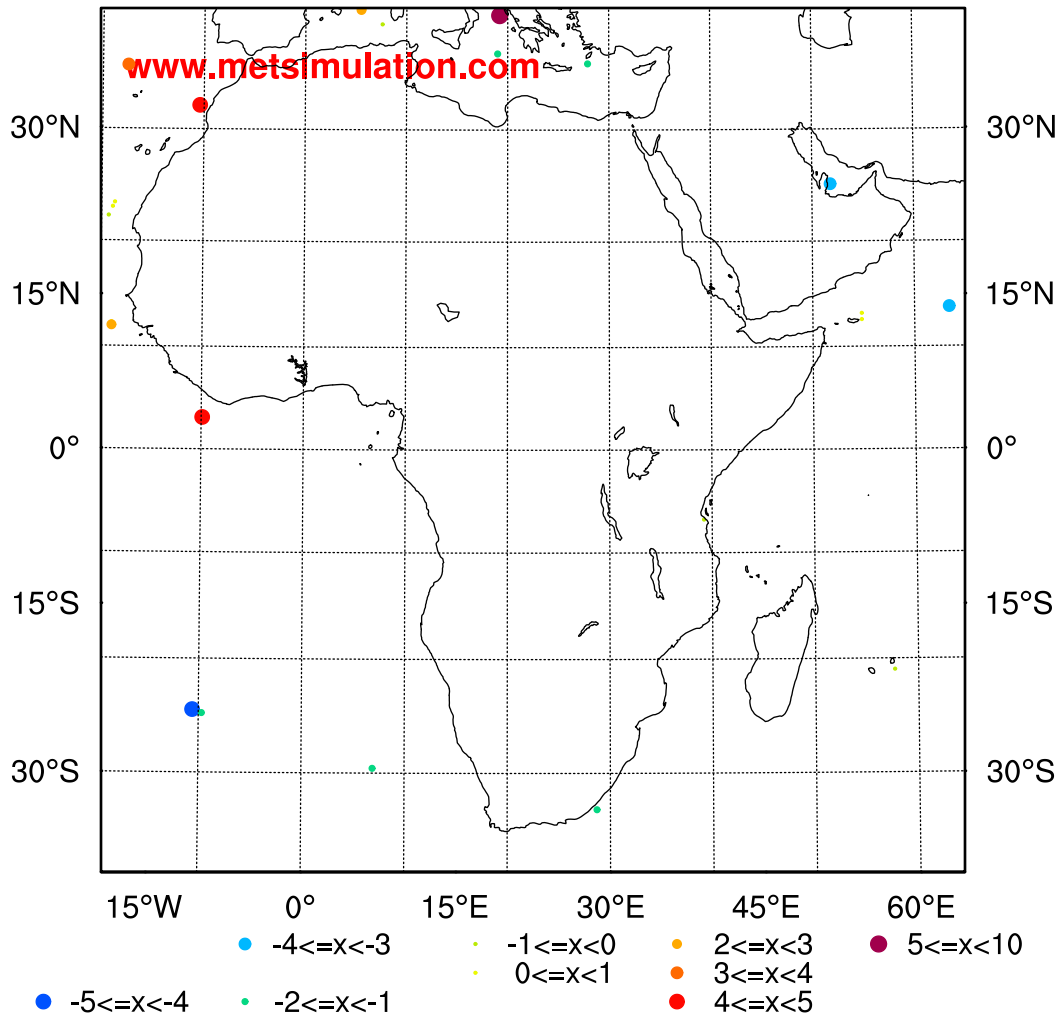 www.metsimulation.com
30°N 30°N
15°N 15°N
0° 0°
15°S 15°S
30°S 30°S
15°W 0° 15°E 30°E 45°E 60°E
-4<=x<-3 -1<=x<0 2<=x<3 5<=x<10
0<=x<1 3<=x<4
-5<=x<-4 -2<=x<-1 4<=x<5